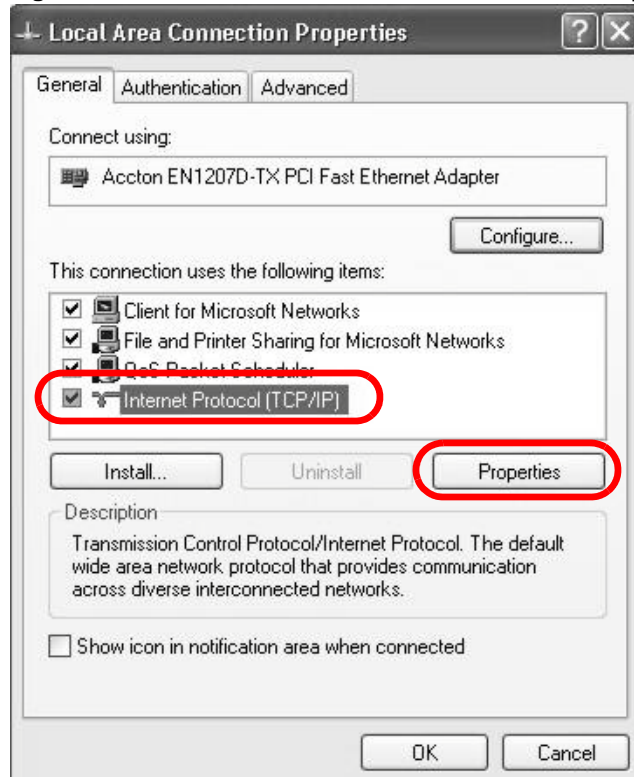 Local Area Connection Properties
General Authentication Advanced
Connect using:
Accton EN1207D-TX PCI Fast Ethernet Adapter
Configure...
This connection uses the following items:
Client for Microsoft Networks
File and Printer Sharing for Microsoft Networks
QoS Packet Scheduler
Internet Protocol (TCP/IP)
Install... Uninstall Properties
Description
Transmission Control Protocol/Internet Protocol. The default
wide area network protocol that provides communication
across diverse interconnected networks.
Show icon in notification area when connected
OK Cancel